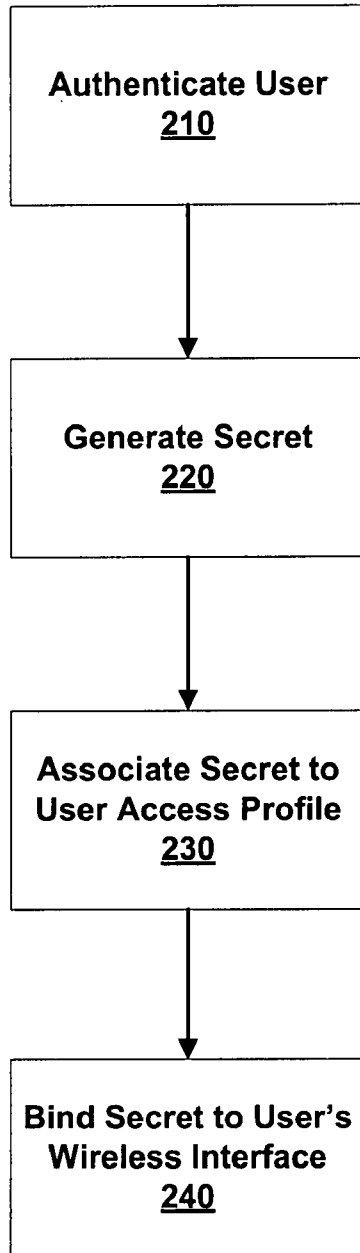 Authenticate User
210
Generate Secret
220
Associate Secret to
User Access Profile
230
Bind Secret to User's
Wireless Interface
240